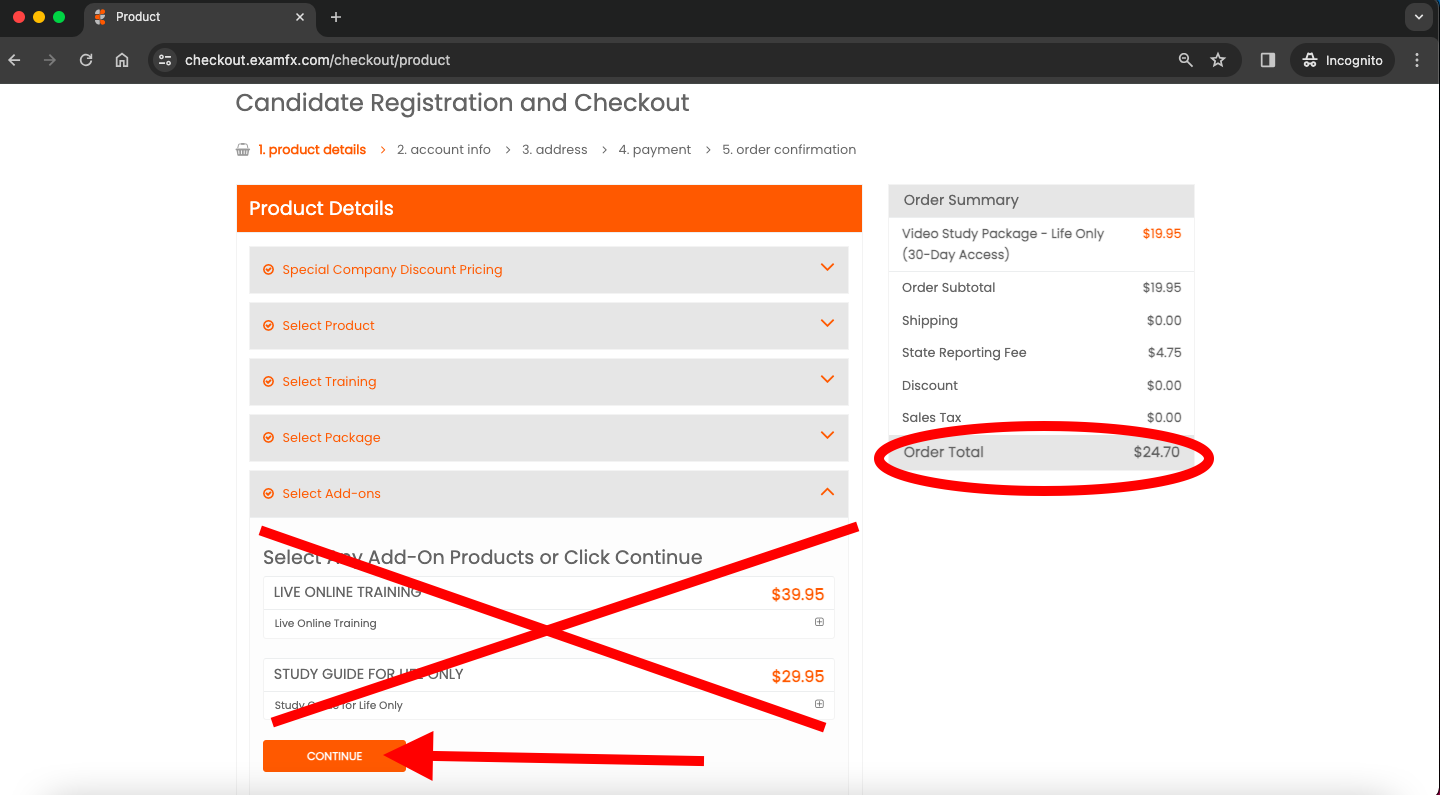 Product
checkout.examfx.com/checkout/product
Incognito
Candidate Registration and Checkout
1. product details > 2. account info > 3. address > 4. payment > 5. order confirmation
Product Details
Special Company Discount Pricing
Select Product
Select Training
Select Package
Select Add-ons
Select Any Add-On Products or Click Continue
LIVE ONLINE TRAINING $39.95
Live Online Training
STUDY GUIDE FOR LIFE ONLY $29.95
Study Guide for Life Only
CONTINUE
Order Summary
Video Study Package - Life Only $19.95
(30-Day Access)
Order Subtotal $19.95
Shipping $0.00
State Reporting Fee $4.75
Discount $0.00
Sales Tax $0.00
Order Total $24.70